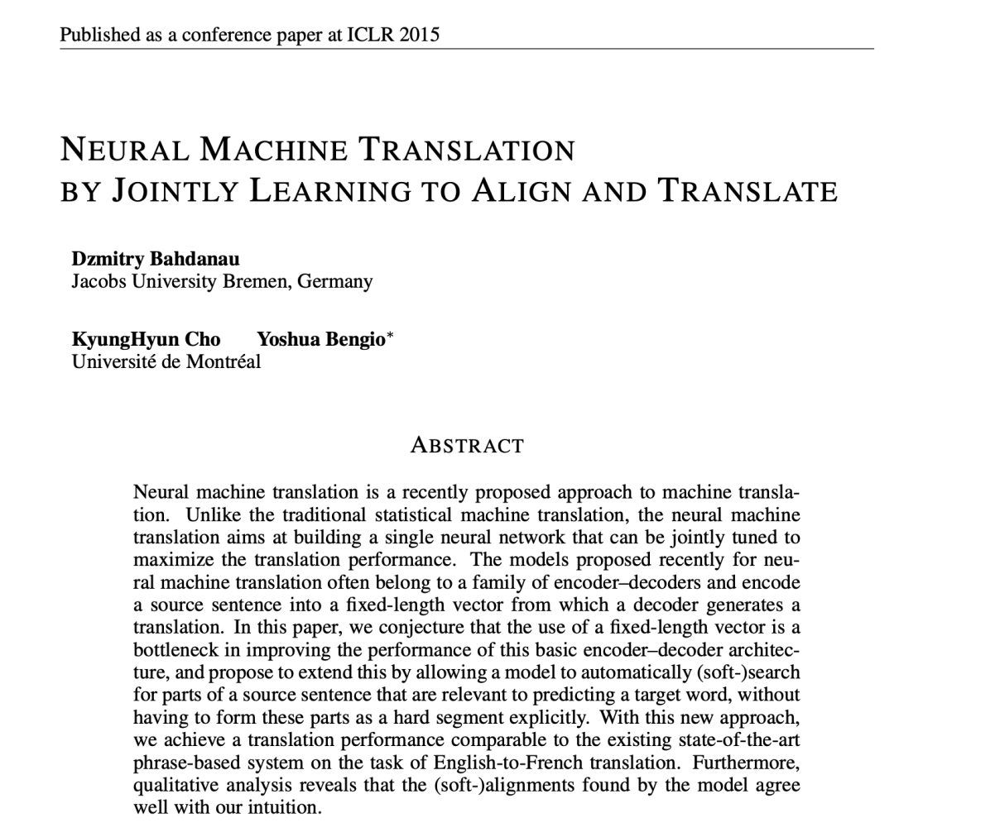 Published as a conference paper at ICLR 2015
NEURAL MACHINE TRANSLATION
BY JOINTLY LEARNING TO ALIGN AND TRANSLATE
Dzmitry Bahdanau
Jacobs University Bremen, Germany
KyungHyun Cho Yoshua Bengio*
Université de Montréal
ABSTRACT
Neural machine translation is a recently proposed approach to machine transla-
tion. Unlike the traditional statistical machine translation, the neural machine
translation aims at building a single neural network that can be jointly tuned to
maximize the translation performance. The models proposed recently for neu-
ral machine translation often belong to a family of encoder–decoders and encode
a source sentence into a fixed-length vector from which a decoder generates a
translation. In this paper, we conjecture that the use of a fixed-length vector is a
bottleneck in improving the performance of this basic encoder–decoder architec-
ture, and propose to extend this by allowing a model to automatically (soft-)search
for parts of a source sentence that are relevant to predicting a target word, without
having to form these parts as a hard segment explicitly. With this new approach,
we achieve a translation performance comparable to the existing state-of-the-art
phrase-based system on the task of English-to-French translation. Furthermore,
qualitative analysis reveals that the (soft-)alignments found by the model agree
well with our intuition.